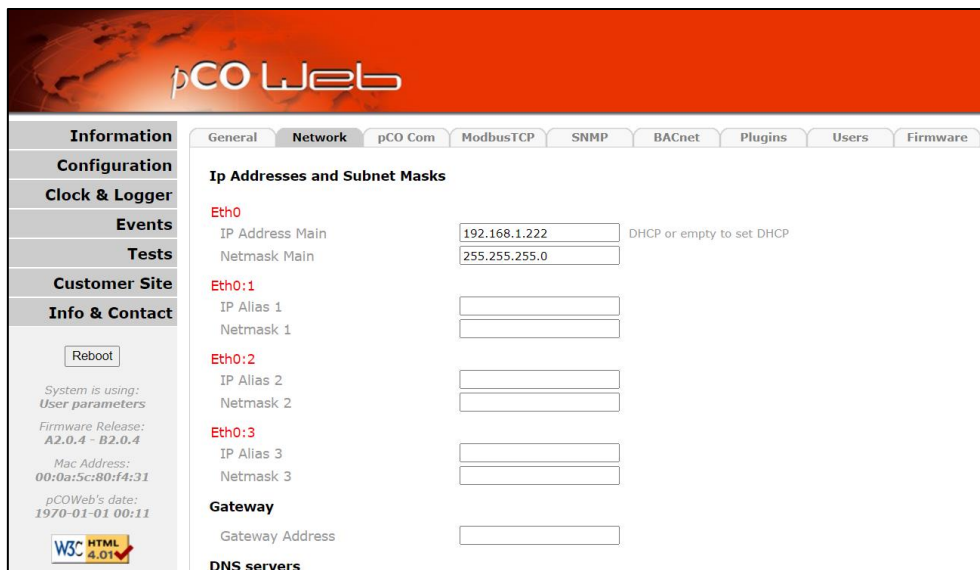 pCO Web
Information
Configuration
Clock & Logger
Events
Tests
Customer Site
Info & Contact
Reboot
System is using:
User parameters
Firmware Release:
A2.0.4 - B2.0.4
Mac Address:
00:0a:5c:80:f4:31
pCOWeb's date:
1970-01-01 00:11
W3C HTML 4.01
General Network pCO Com ModbusTCP SNMP BACnet Plugins Users Firmware
Ip Addresses and Subnet Masks
Eth0
IP Address Main 192.168.1.222 DHCP or empty to set DHCP
Netmask Main 255.255.255.0
Eth0:1
IP Alias 1
Netmask 1
Eth0:2
IP Alias 2
Netmask 2
Eth0:3
IP Alias 3
Netmask 3
Gateway
Gateway Address
DNS servers